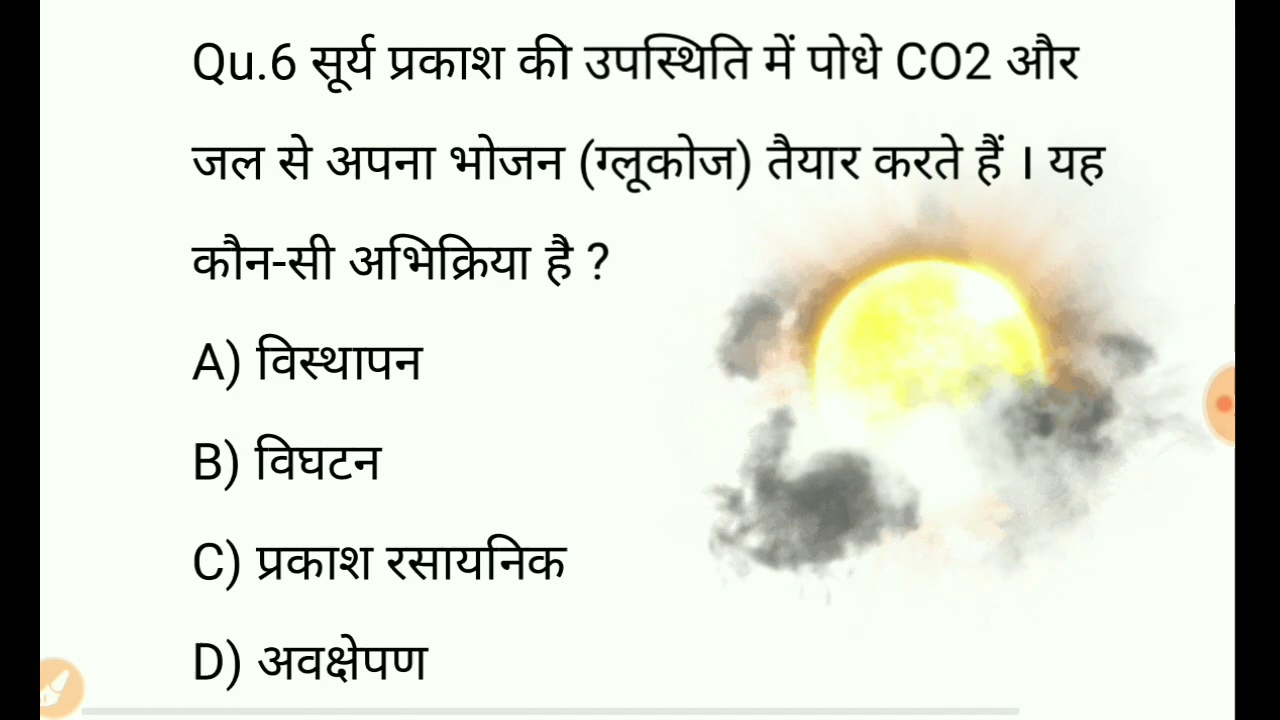 Qu.6 सूर्य प्रकाश की उपस्थिति में पोधे CO2 और
जल से अपना भोजन (ग्लूकोज) तैयार करते हैं । यह
कौन-सी अभिक्रिया है ?
A) विस्थापन
B) विघटन
C) प्रकाश रसायनिक
D) अवक्षेपण